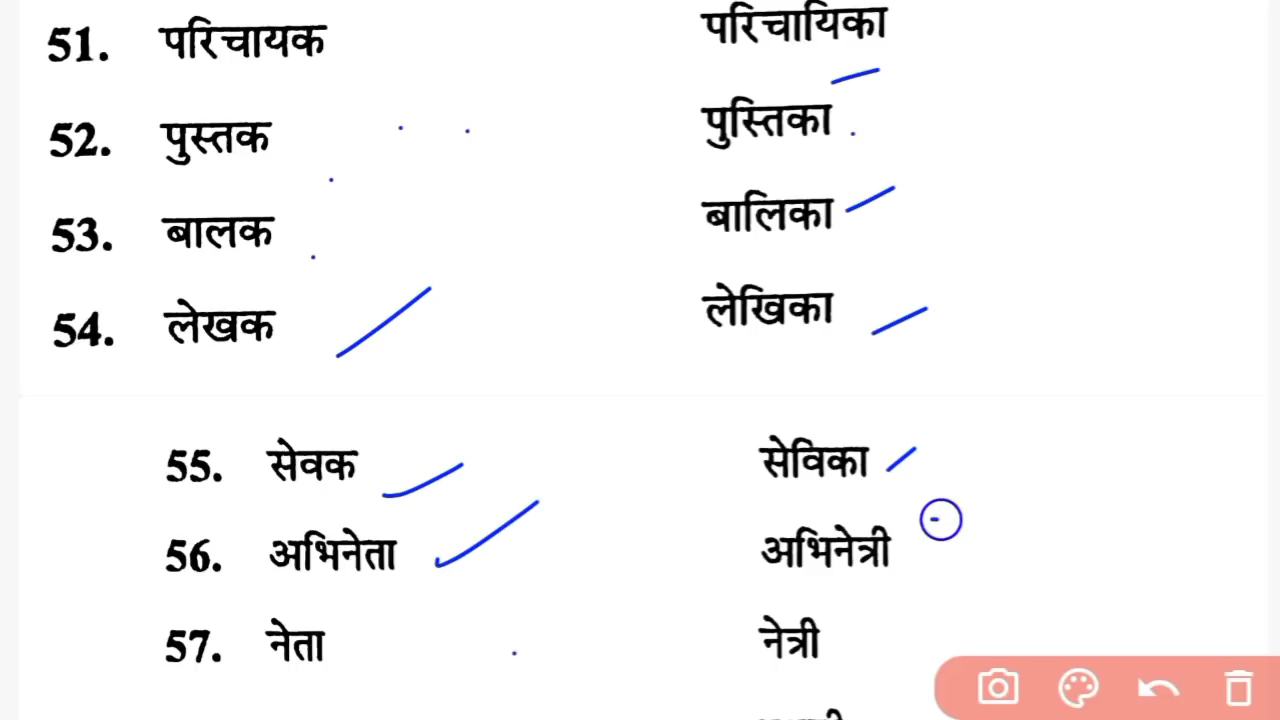 51. परिचायक परिचायिका
52. पुस्तक पुस्तिका
53. बालक बालिका
54. लेखक लेखिका
55. सेवक सेविका
56. अभिनेता अभिनेत्री
57. नेता नेत्री